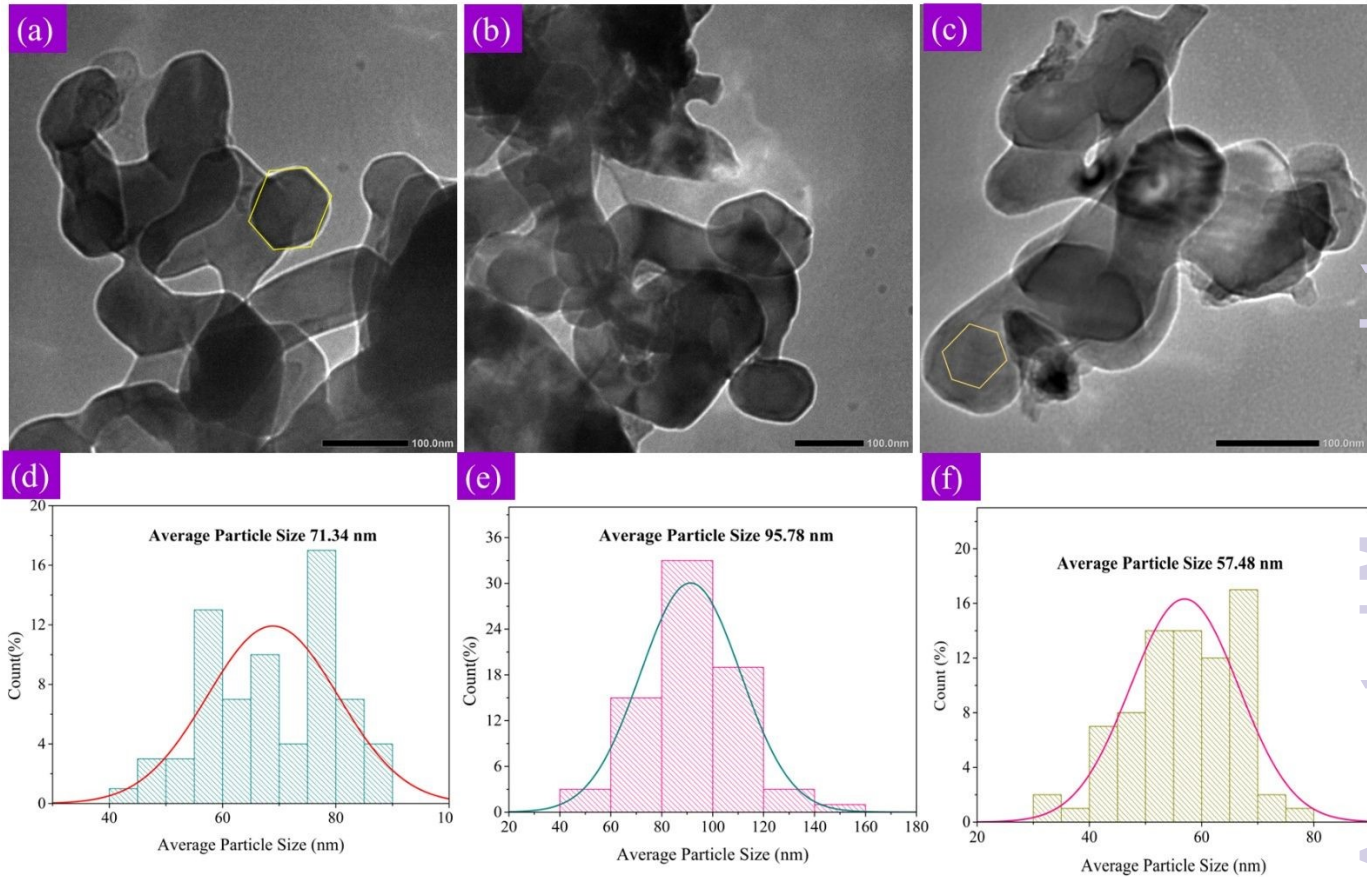 (a)
(b)
(c)
100.0nm
100.0nm
100.0nm
(d)
(e)
(f)
Average Particle Size 71.34 nm
Count(%)
20
16
12
8
4
0
40
60
80
10
Average Particle Size (nm)
Average Particle Size 95.78 nm
Count(%)
36
30
24
18
12
6
0
20
40
60
80
100
120
140
160
180
Average Particle Size (nm)
Average Particle Size 57.48 nm
Count (%)
20
16
12
8
4
0
20
40
60
80
Average Particle Size (nm)